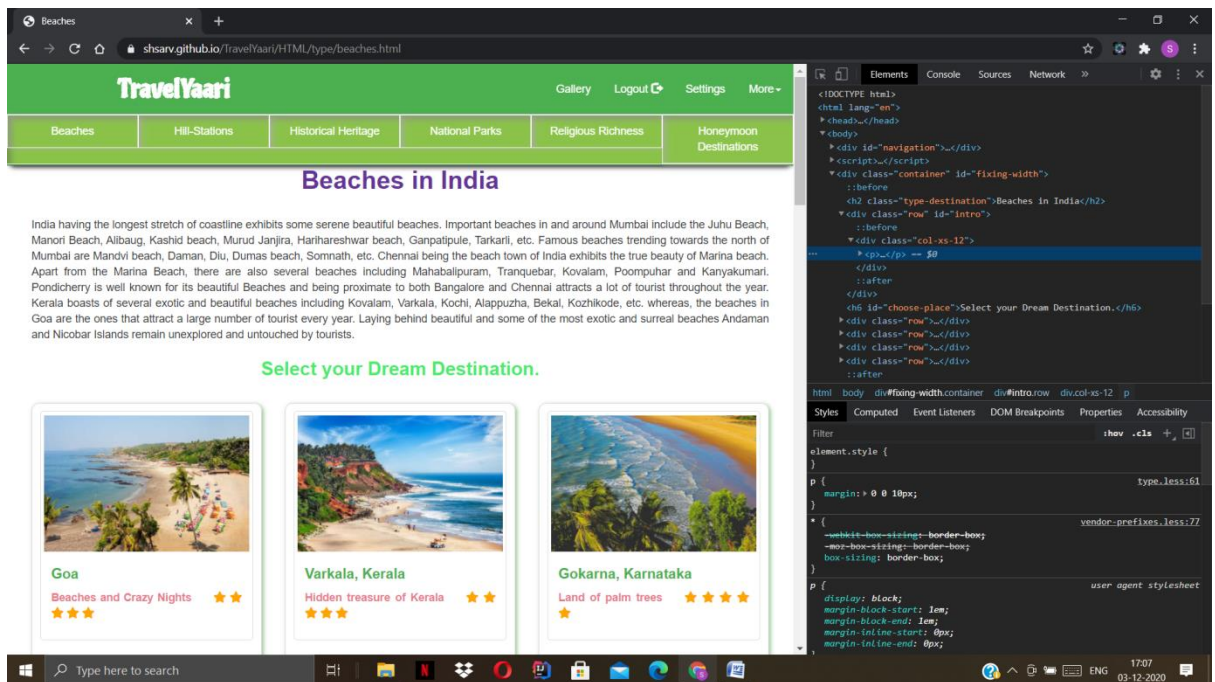 Beaches
shsarv.github.io/TravelYaari/HTML/type/beaches.html
S
TravelYaari
Gallery Logout Settings More
Beaches Hill-Stations Historical Heritage National Parks Religious Richness Honeymoon
Destinations
Beaches in India
India having the longest stretch of coastline exhibits some serene beautiful beaches. Important beaches in and around Mumbai include the Juhu Beach,
Manori Beach, Alibaug, Kashid beach, Murud Janjira, Harihareshwar beach, Ganpatipule, Tarkarli, etc. Famous beaches trending towards the north of
Mumbai are Mandvi beach, Daman, Diu, Dumas beach, Somnath, etc. Chennai being the beach town of India exhibits the true beauty of Marina beach.
Apart from the Marina Beach, there are also several beaches including Mahabalipuram, Tranquebar, Kovalam, Poompuhar and Kanyakumari.
Pondicherry is well known for its beautiful Beaches and being proximate to both Bangalore and Chennai attracts a lot of tourist throughout the year.
Kerala boasts of several exotic and beautiful beaches including Kovalam, Varkala, Kochi, Alappuzha, Bekal, Kozhikode, etc. whereas, the beaches in
Goa are the ones that attract a large number of tourist every year. Laying behind beautiful and some of the most exotic and surreal beaches Andaman
and Nicobar Islands remain unexplored and untouched by tourists.
Select your Dream Destination.
Goa
Beaches and Crazy Nights
Varkala, Kerala
Hidden treasure of Kerala
Gokarna, Karnataka
Land of palm trees
Elements Console Sources Network »
<!DOCTYPE html>
<html lang="en">
<head>…</head>
<body>
<div id="navigation">…</div>
<script>…</script>
<div class="container" id="fixing-width">
::before
<h2 class="type-destination">Beaches in India</h2>
<div class="row" id="intro">
::before
<div class="col-xs-12">
<p>…</p> == $0
</div>
::after
</div>
<h6 id="choose-place">Select your Dream Destination.</h6>
<div class="row">…</div>
<div class="row">…</div>
<div class="row">…</div>
<div class="row">…</div>
::after
html body div#fixing-width.container div#intro.row div.col-xs-12 p
Styles Computed Event Listeners DOM Breakpoints Properties Accessibility
Filter :hov .cls +
element.style {
}
p { type.less:61
margin: 0 0 10px;
}
* { vendor-prefixes.less:77
-webkit-box-sizing: border-box;
-moz-box-sizing: border-box;
box-sizing: border-box;
}
p { user agent stylesheet
display: block;
margin-block-start: 1em;
margin-block-end: 1em;
margin-inline-start: 0px;
margin-inline-end: 0px;
Type here to search
ENG 17:07
03-12-2020